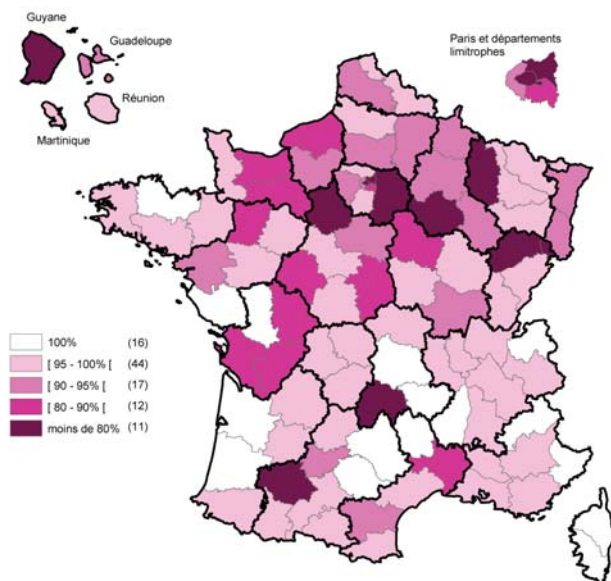 Guyane
Guadeloupe
Réunion
Martinique
Paris et départements
limitrophes
100% (16)
[ 95 - 100% [ (44)
[ 90 - 95% [ (17)
[ 80 - 90% [ (12)
moins de 80% (11)